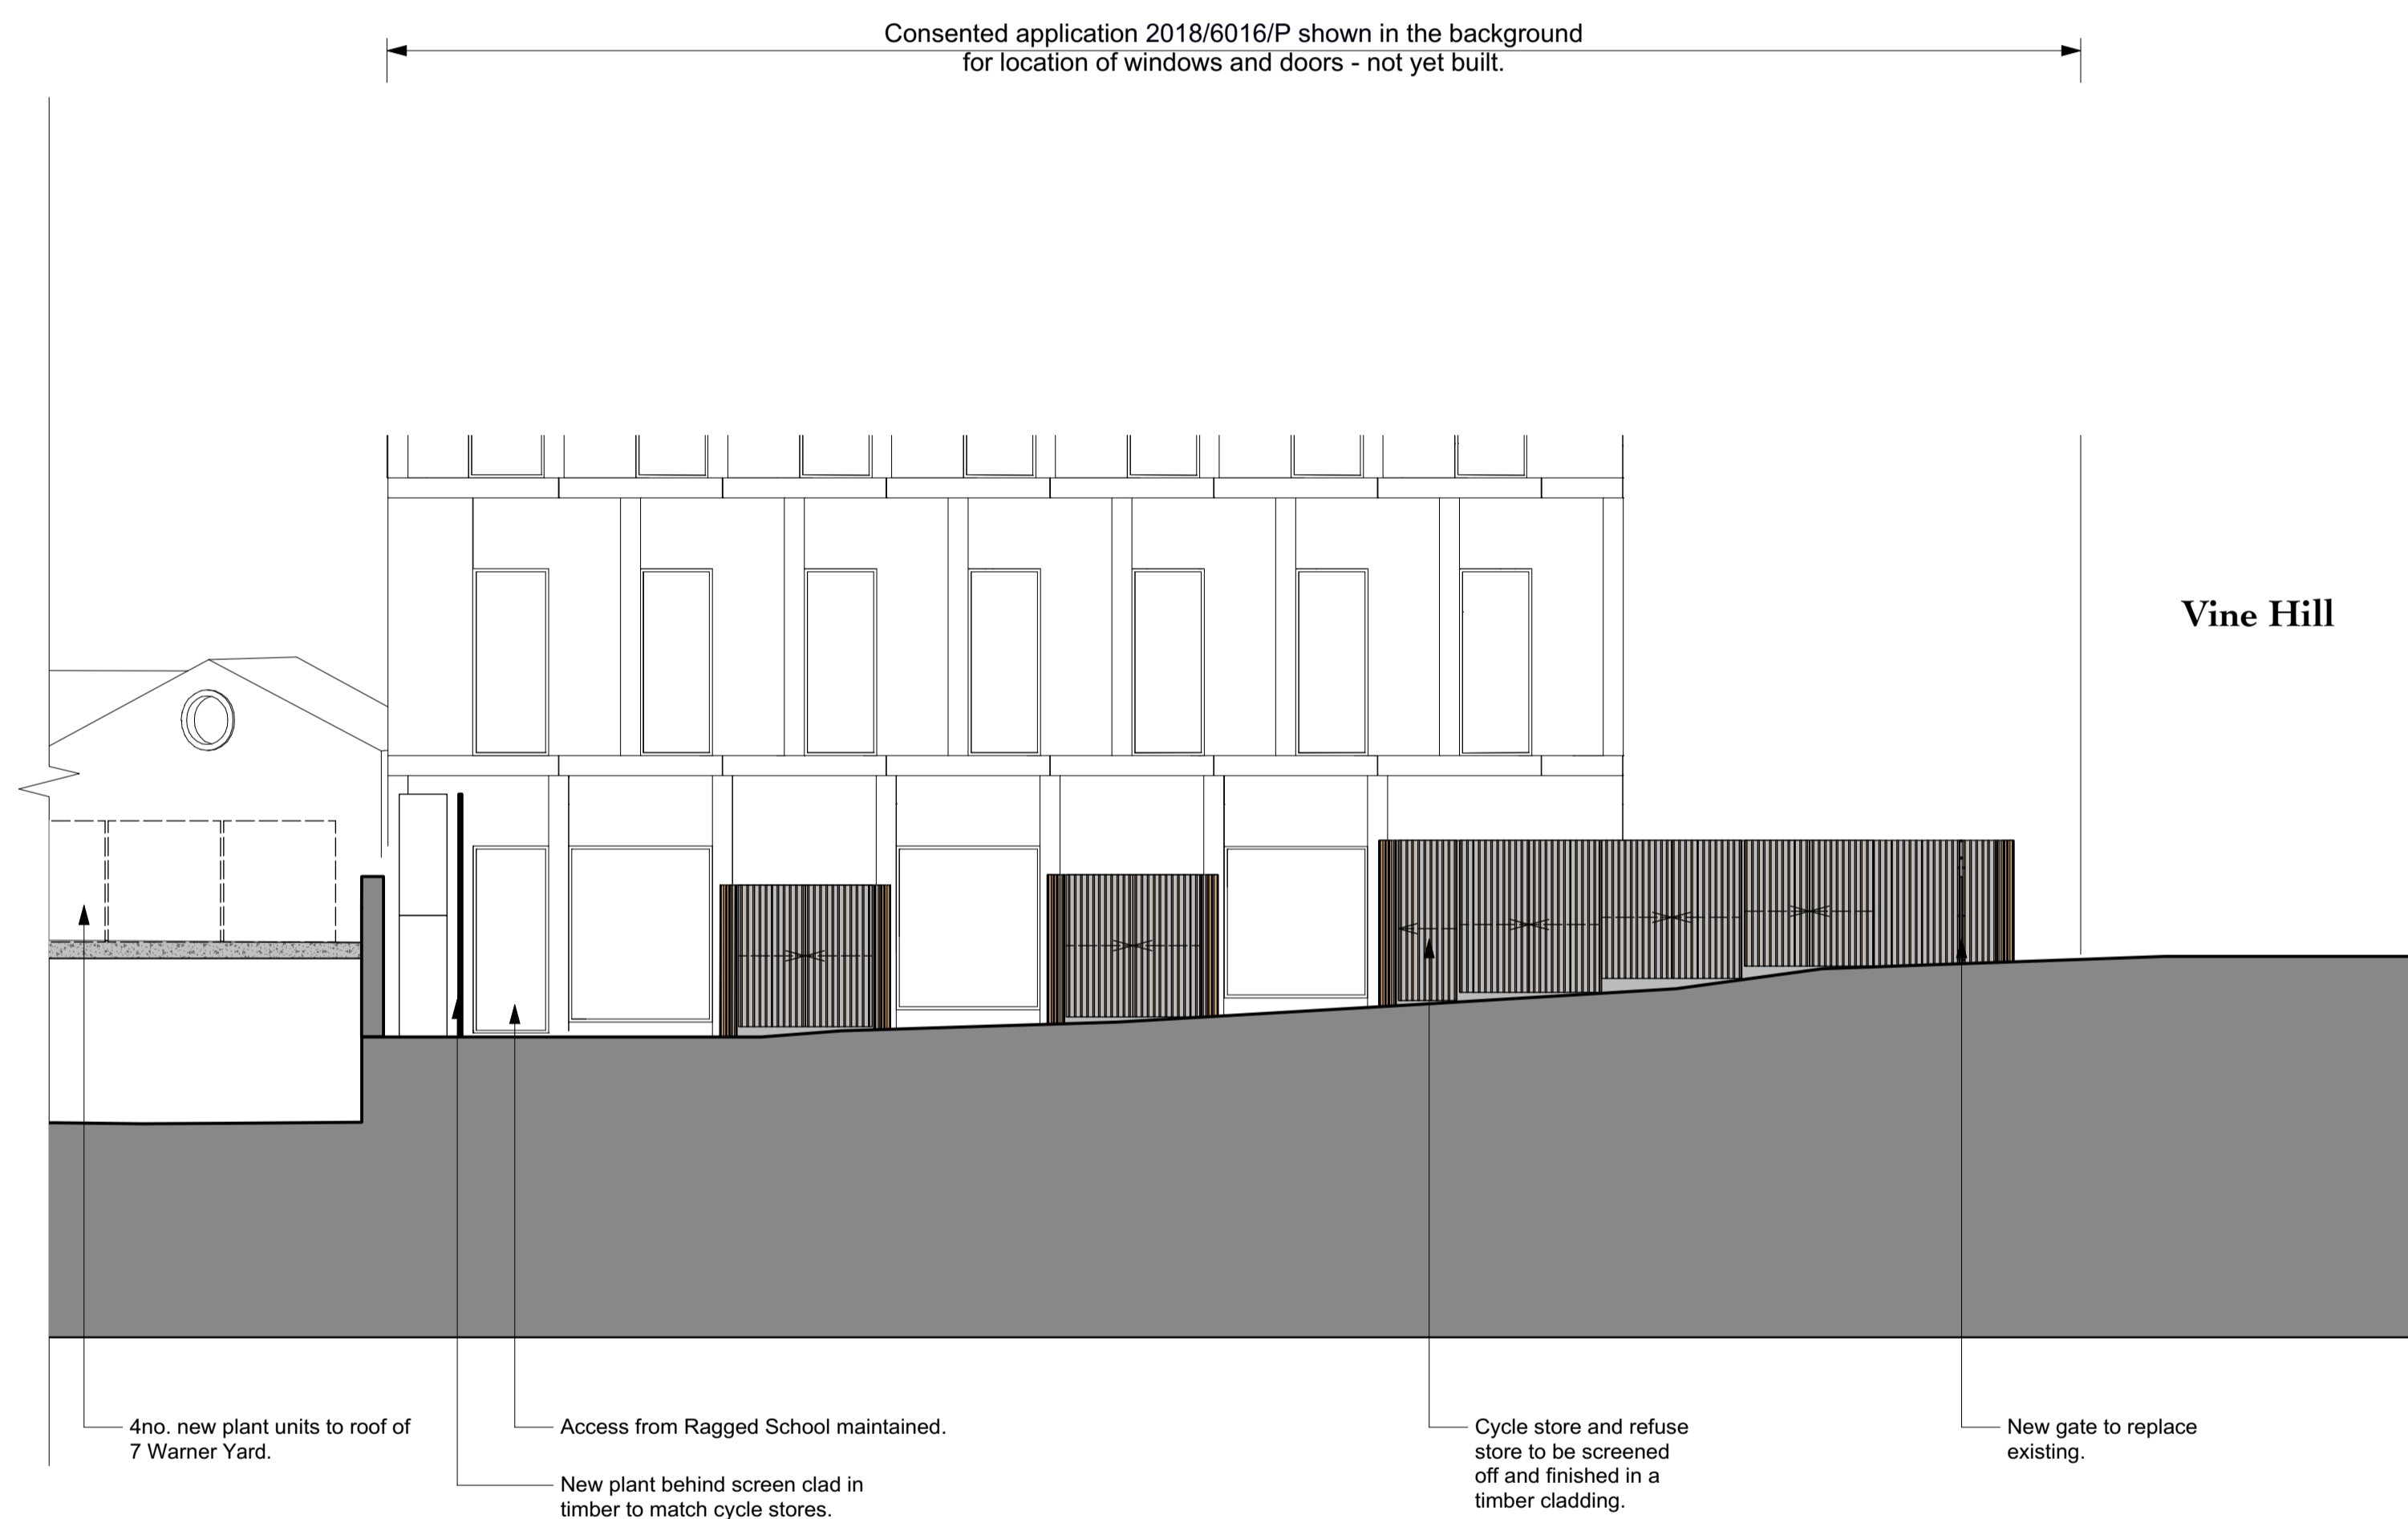 Consented application 2018/6016/P shown in the background
for location of windows and doors - not yet built.
Vine Hill
4no. new plant units to roof of
7 Warner Yard.
Access from Ragged School maintained.
New plant behind screen clad in
timber to match cycle stores.
Cycle store and refuse
store to be screened
off and finished in a
timber cladding.
New gate to replace
existing.